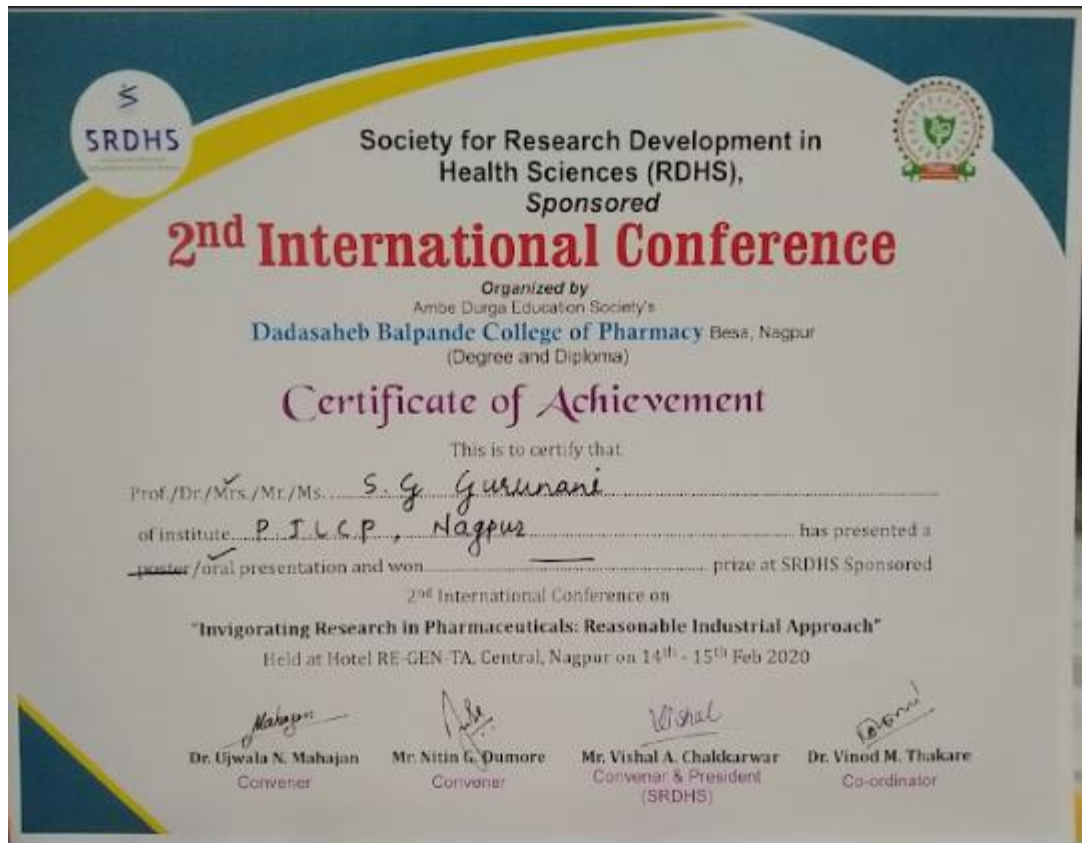 SRDHS
Society for Research Development in
Health Sciences (RDHS),
Sponsored
2nd International Conference
Organized by
Ambe Durga Education Society's
Dadasaheb Balpande College of Pharmacy Besa, Nagpur
(Degree and Diploma)
Certificate of Achievement
This is to certify that
Prof./Dr./Mrs./Mr./Ms. S. G. Gurunani
of institute P.J.L.C.P, Nagpur has presented a
poster/oral presentation and won prize at SRDHS Sponsored
2nd International Conference on
"Invigorating Research in Pharmaceuticals: Reasonable Industrial Approach"
Held at Hotel RE-GEN-TA, Central, Nagpur on 14th - 15th Feb 2020
Mahajan
Vishal
Dr. Ujwala N. Mahajan Mr. Nitin G. Dumore Mr. Vishal A. Chakkarwar Dr. Vinod M. Thakare
Convener Convener Convener & President Co-ordinator
(SRDHS)